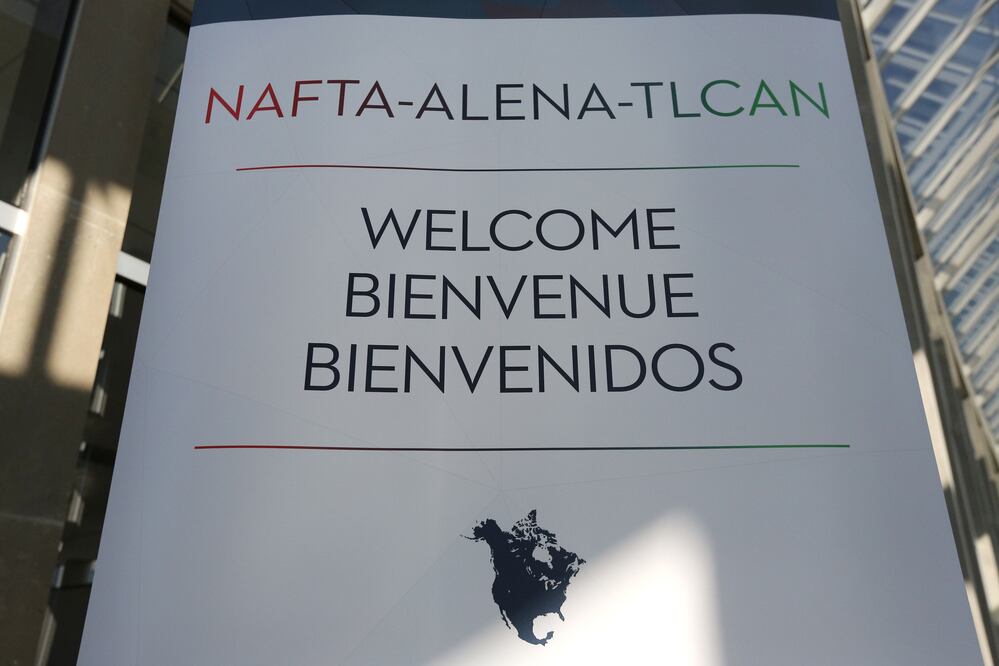 NAFTA-ALENA-TLCAN
WELCOME
BIENVENUE
BIENVENIDOS